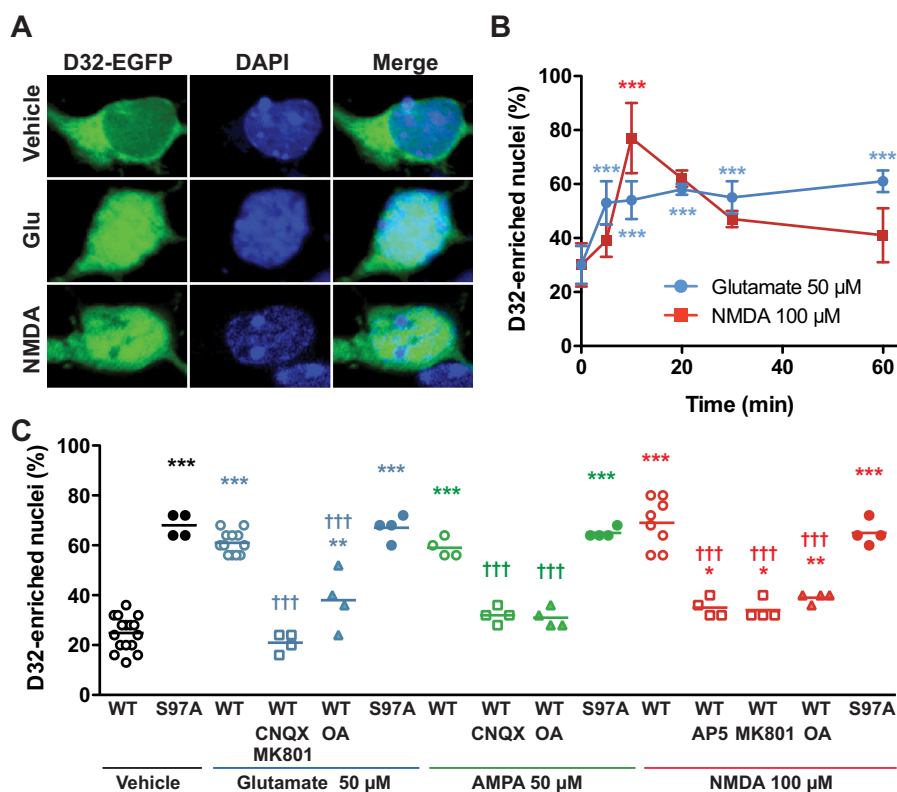 A
D32-EGFP DAPI Merge
Vehicle
Glu
NMDA
B
D32-enriched nuclei (%)
100
80
60
40
20
0
***
*** *** ***
*** ***
Glutamate 50 µM
NMDA 100 µM
0 20 40 60
Time (min)
C
D32-enriched nuclei (%)
100
80
60
40
20
0
*** *** ††† ††† ** *** *** ††† ††† *** *** ††† * ††† * ††† ** ***
WT S97A WT WT WT S97A WT WT WT S97A WT WT WT WT S97A
CNQX OA CNQX OA AP5 MK801 OA
MK801
Vehicle Glutamate 50 µM AMPA 50 µM NMDA 100 µM